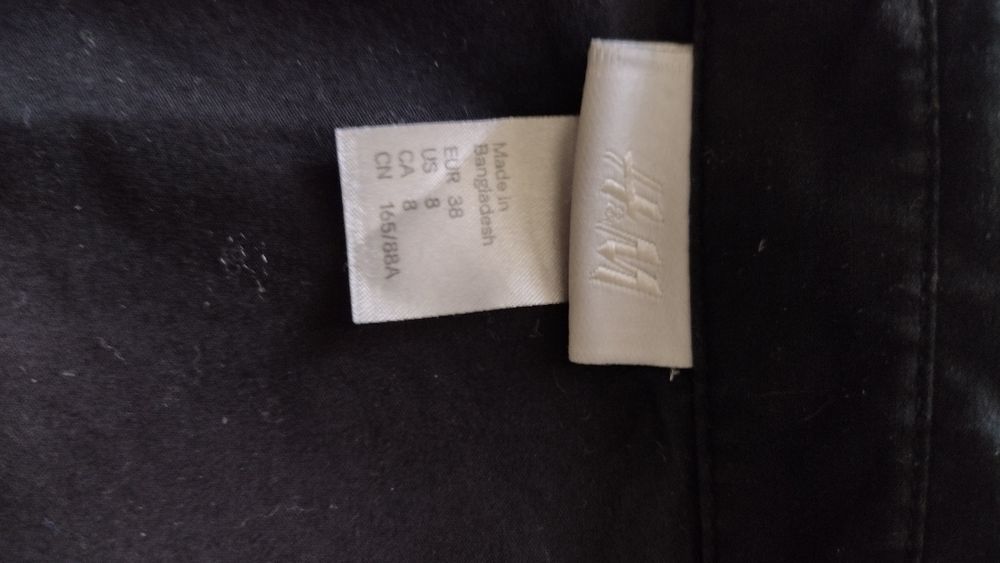 H&M
Made in
Bangladesh
EUR 38
US 8
CA 8
CN 165/88A